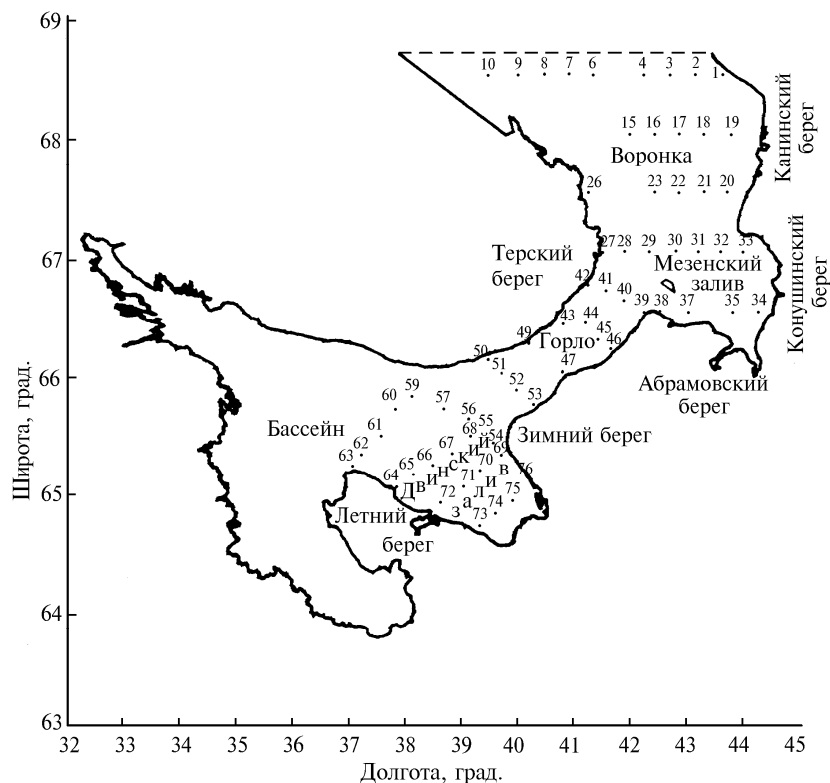 69
10 9 8 7 6 4 3 2 1
Канинский
берег
68
15 16 17 18 19
Воронка
26 23 22 21 20
67
27 28 29 30 31 32 33
Терский
берег
Мезенский
залив
Конушинский
берег
42 41 40 39 38 37 35 34
43 44
49 Горло 45 46
66
50 51 47
52 53
Абрамовский
берег
59
60 57 56 55
61 68 54
Бассейн
Зимний берег
62 67 69
63 65 66 70 76
64 71
Двинский
залив
72 75
65
73 74
Летний
берег
64
63
32 33 34 35 36 37 38 39 40 41 42 43 44 45
Широта, град.
Долгота, град.